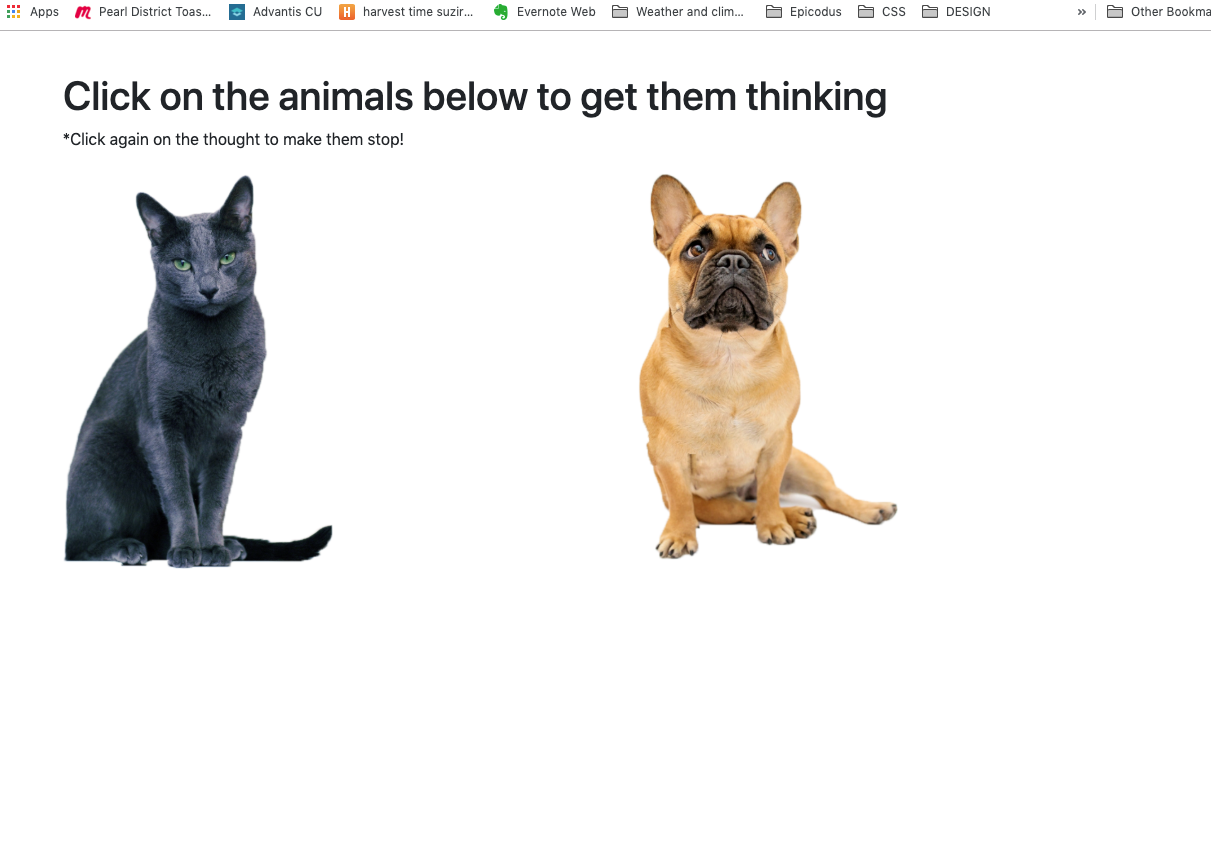 Apps Pearl District Toas... Advantis CU H harvest time suzir... Evernote Web Weather and clim... Epicodus CSS DESIGN » Other Bookma
Click on the animals below to get them thinking
*Click again on the thought to make them stop!